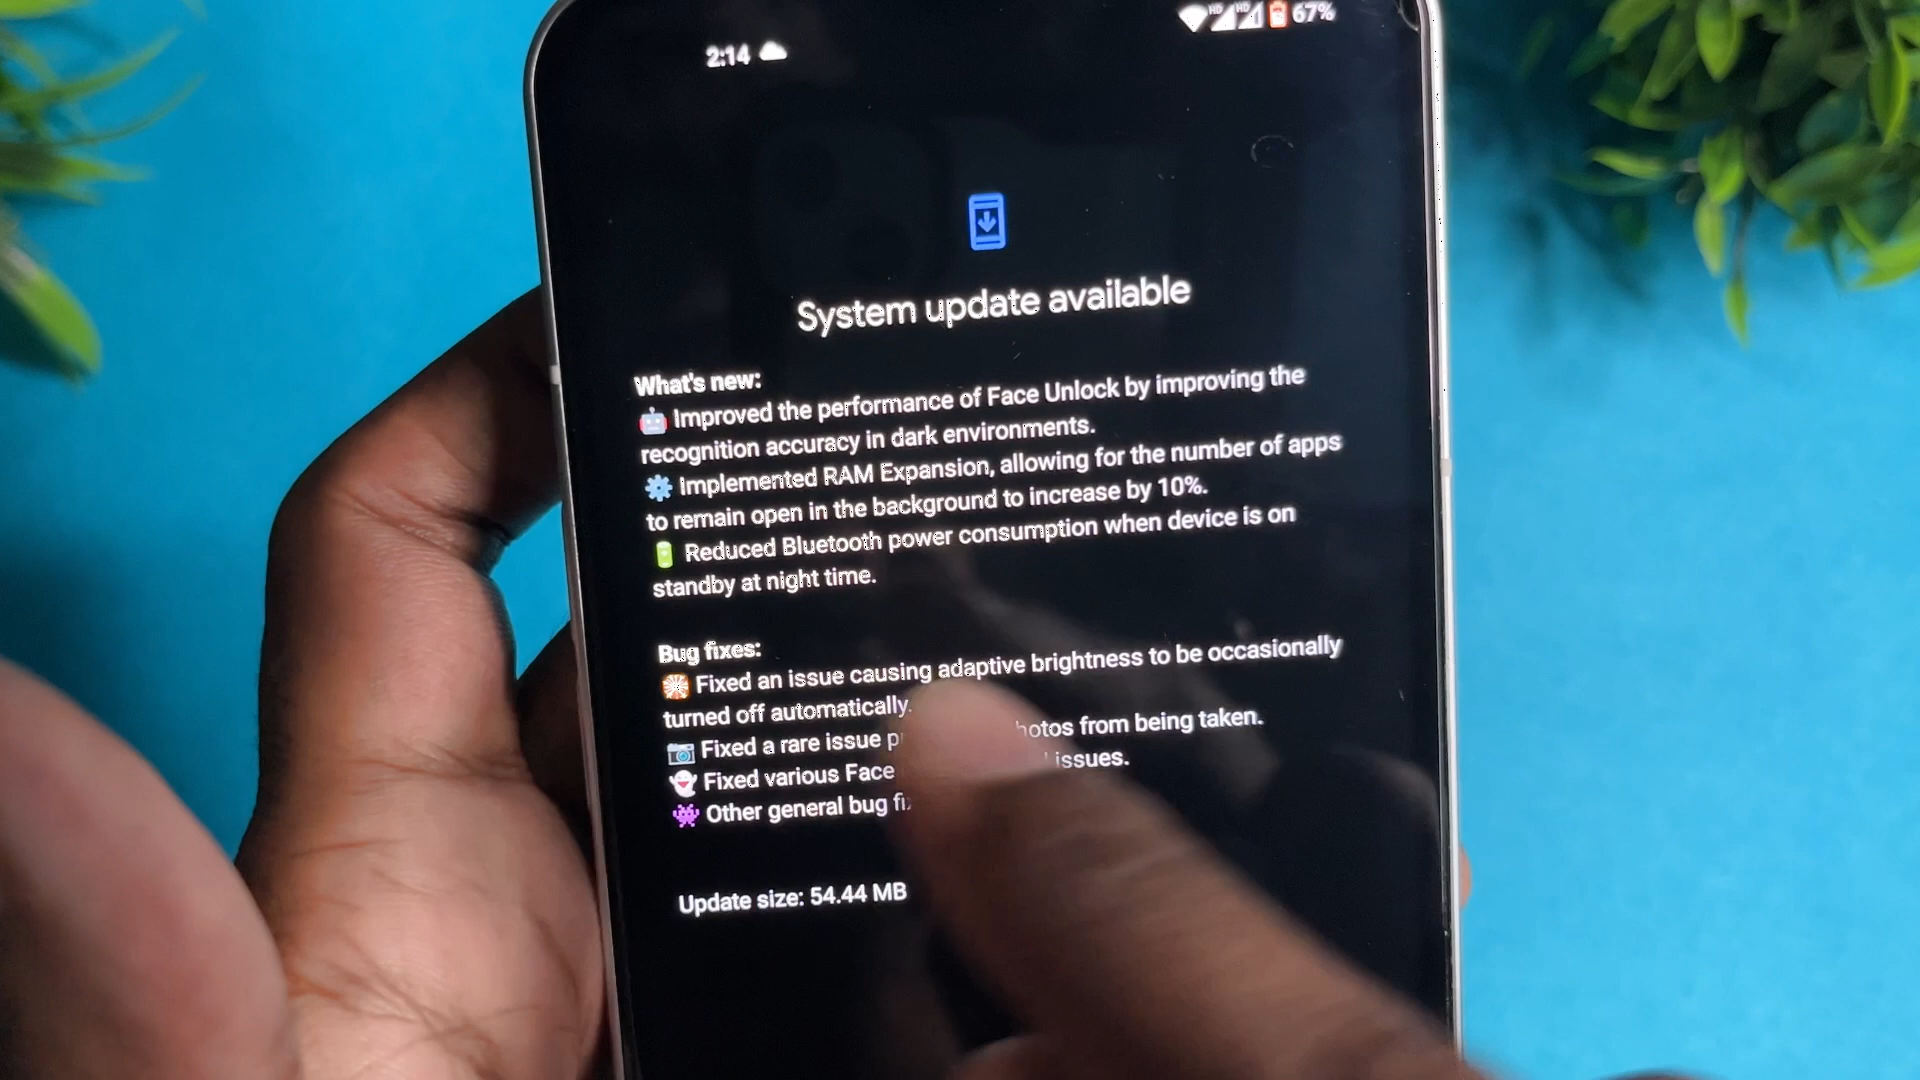 2:14
HD HD 67%
System update available
What's new:
🤖 Improved the performance of Face Unlock by improving the
recognition accuracy in dark environments.
Implemented RAM Expansion, allowing for the number of apps
to remain open in the background to increase by 10%.
🔋 Reduced Bluetooth power consumption when device is on
standby at night time.
Bug fixes:
Fixed an issue causing adaptive brightness to be occasionally
turned off automatically.
📷 Fixed a rare issue from being taken.
👻 Fixed various Face issues.
👾 Other general bug
Update size: 54.44 MB